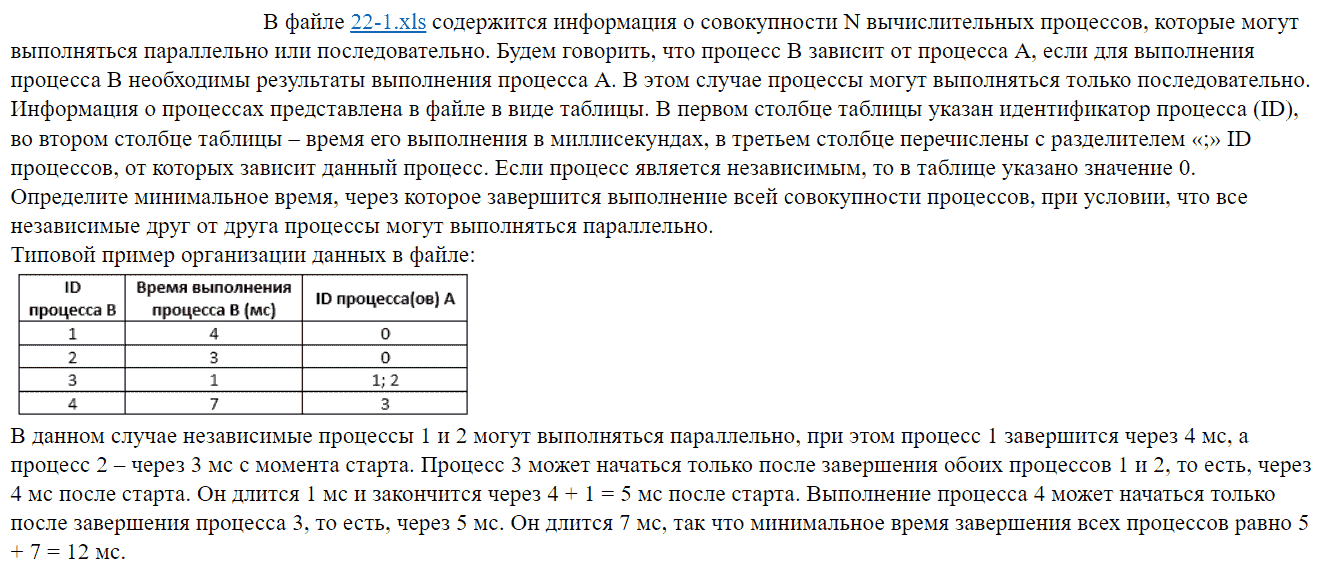 В файле 22-1.xls содержится информация о совокупности N вычислительных процессов, которые могут
выполняться параллельно или последовательно. Будем говорить, что процесс B зависит от процесса A, если для выполнения
процесса B необходимы результаты выполнения процесса A. В этом случае процессы могут выполняться только последовательно.
Информация о процессах представлена в файле в виде таблицы. В первом столбце таблицы указан идентификатор процесса (ID),
во втором столбце таблицы – время его выполнения в миллисекундах, в третьем столбце перечислены с разделителем «;» ID
процессов, от которых зависит данный процесс. Если процесс является независимым, то в таблице указано значение 0.
Определите минимальное время, через которое завершится выполнение всей совокупности процессов, при условии, что все
независимые друг от друга процессы могут выполняться параллельно.
Типовой пример организации данных в файле:
ID процесса B | Время выполнения процесса B (мс) | ID процесса(ов) A
1 | 4 | 0
2 | 3 | 0
3 | 1 | 1; 2
4 | 7 | 3
В данном случае независимые процессы 1 и 2 могут выполняться параллельно, при этом процесс 1 завершится через 4 мс, а
процесс 2 – через 3 мс с момента старта. Процесс 3 может начаться только после завершения обоих процессов 1 и 2, то есть, через
4 мс после старта. Он длится 1 мс и закончится через 4 + 1 = 5 мс после старта. Выполнение процесса 4 может начаться только
после завершения процесса 3, то есть, через 5 мс. Он длится 7 мс, так что минимальное время завершения всех процессов равно 5
+ 7 = 12 мс.